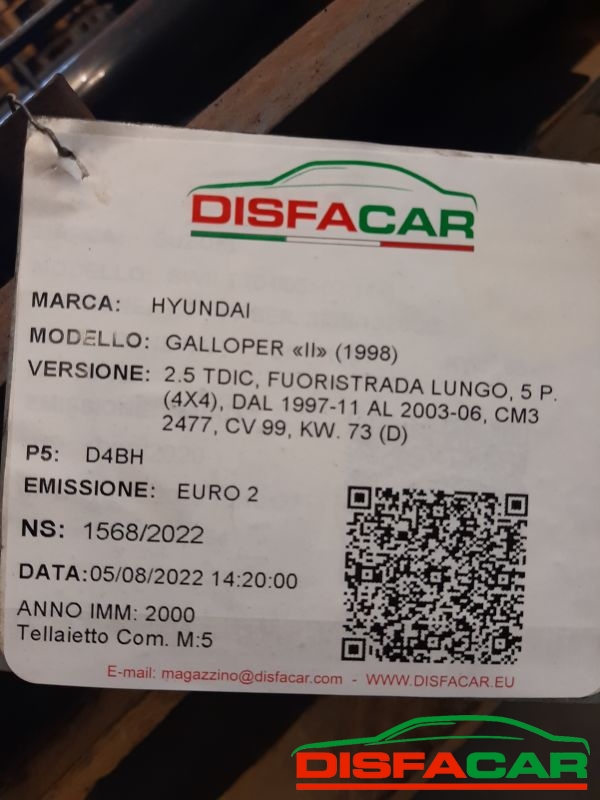 DISFACAR
MARCA: HYUNDAI
MODELLO: GALLOPER «II» (1998)
VERSIONE: 2.5 TDIC, FUORISTRADA LUNGO, 5 P.
(4X4), DAL 1997-11 AL 2003-06, CM3
2477, CV 99, KW. 73 (D)
P5: D4BH
EMISSIONE: EURO 2
NS: 1568/2022
DATA:05/08/2022 14:20:00
ANNO IMM: 2000
Tellaietto Com. M:5
E-mail: magazzino@disfacar.com - WWW.DISFACAR.EU
DISFACAR